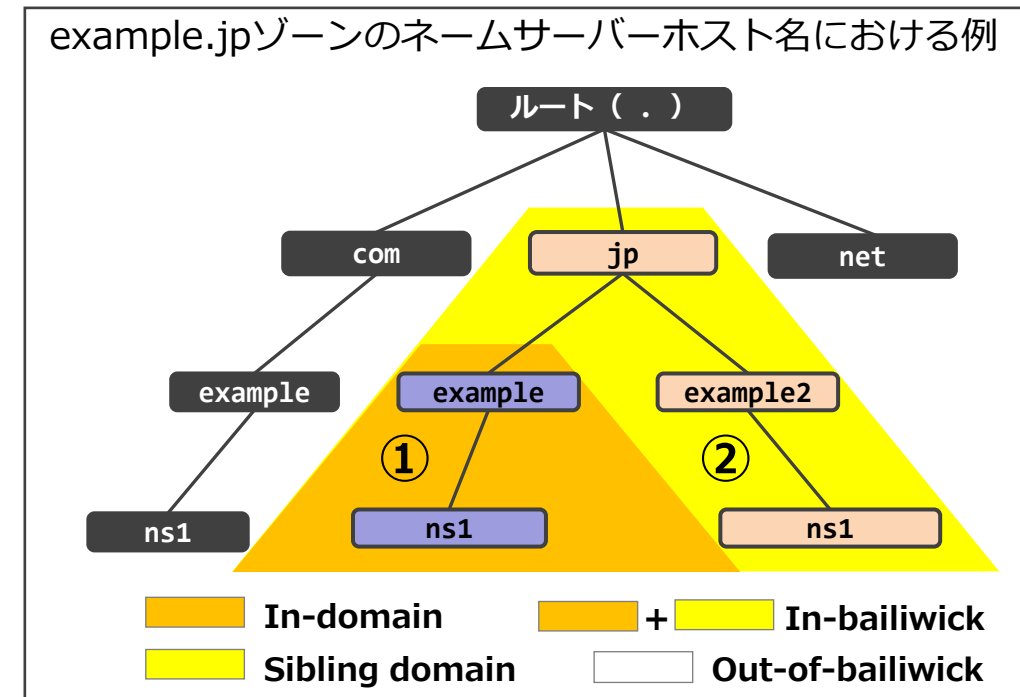 example.jpゾーンのネームサーバーホスト名における例
ルート( . )
com
jp
net
example
example
example2
①
②
ns1
ns1
ns1
In-domain
+
In-bailiwick
Sibling domain
Out-of-bailiwick